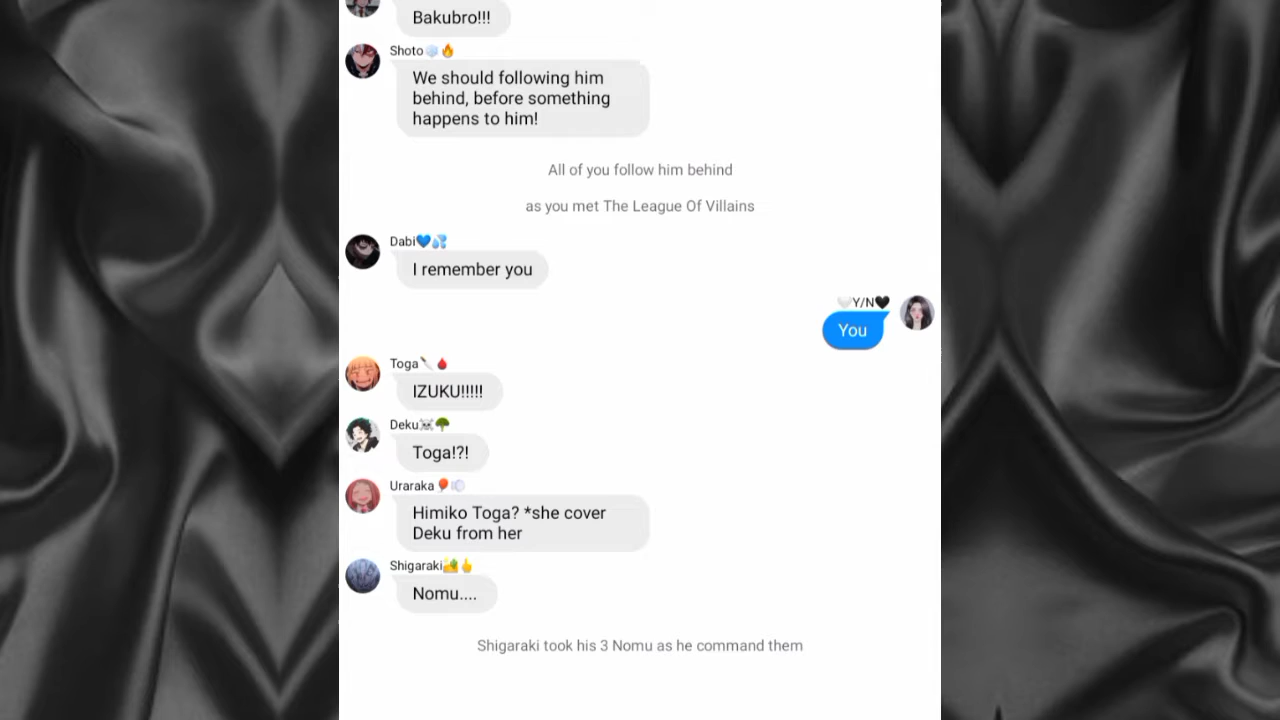 Bakubro!!!
Shoto❄️🔥
We should following him
behind, before something
happens to him!
All of you follow him behind
as you met The League Of Villains
Dabi💙💦
I remember you
🤍Y/N🖤
You
Toga🔪🩸
IZUKU!!!!!
Deku☠️🌳
Toga!?!
Uraraka🎈💨
Himiko Toga? *she cover
Deku from her
Shigaraki🏜️👆
Nomu....
Shigaraki took his 3 Nomu as he command them